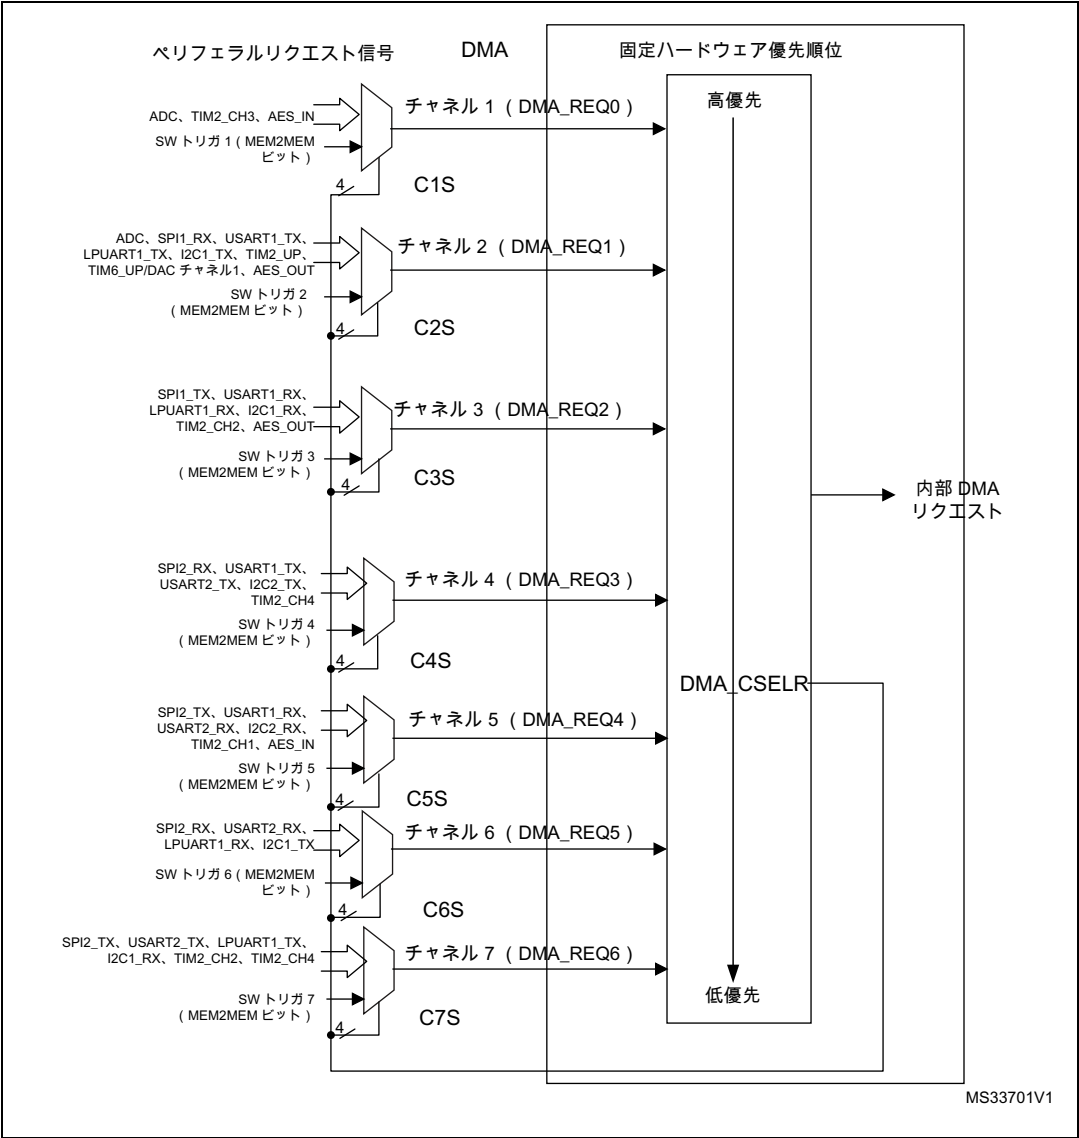 ペリフェラルリクエスト信号
DMA
固定ハードウェア優先順位
高優先
ADC、TIM2_CH3、AES_IN
SW トリガ 1 ( MEM2MEM
ビット )
チャネル 1 ( DMA_REQ0 )
4
C1S
ADC、SPI1_RX、USART1_TX、
LPUART1_TX、I2C1_TX、TIM2_UP、
TIM6_UP/DAC チャネル1、AES_OUT
SW トリガ 2
( MEM2MEM ビット )
チャネル 2 ( DMA_REQ1 )
4
C2S
SPI1_TX、USART1_RX、
LPUART1_RX、I2C1_RX、
TIM2_CH2、AES_OUT
SW トリガ 3
( MEM2MEM ビット )
チャネル 3 ( DMA_REQ2 )
4
C3S
内部 DMA
リクエスト
SPI2_RX、USART1_TX、
USART2_TX、I2C2_TX、
TIM2_CH4
SW トリガ 4
( MEM2MEM ビット )
チャネル 4 ( DMA_REQ3 )
4
C4S
DMA_CSELR
SPI2_TX、USART1_RX、
USART2_RX、I2C2_RX、
TIM2_CH1、AES_IN
SW トリガ 5
( MEM2MEM ビット )
チャネル 5 ( DMA_REQ4 )
4
C5S
SPI2_RX、USART2_RX、
LPUART1_RX、I2C1_TX
SW トリガ 6 ( MEM2MEM
ビット )
チャネル 6 ( DMA_REQ5 )
4
C6S
SPI2_TX、USART2_TX、LPUART1_TX、
I2C1_RX、TIM2_CH2、TIM2_CH4
SW トリガ 7
( MEM2MEM ビット )
チャネル 7 ( DMA_REQ6 )
4
C7S
低優先
MS33701V1